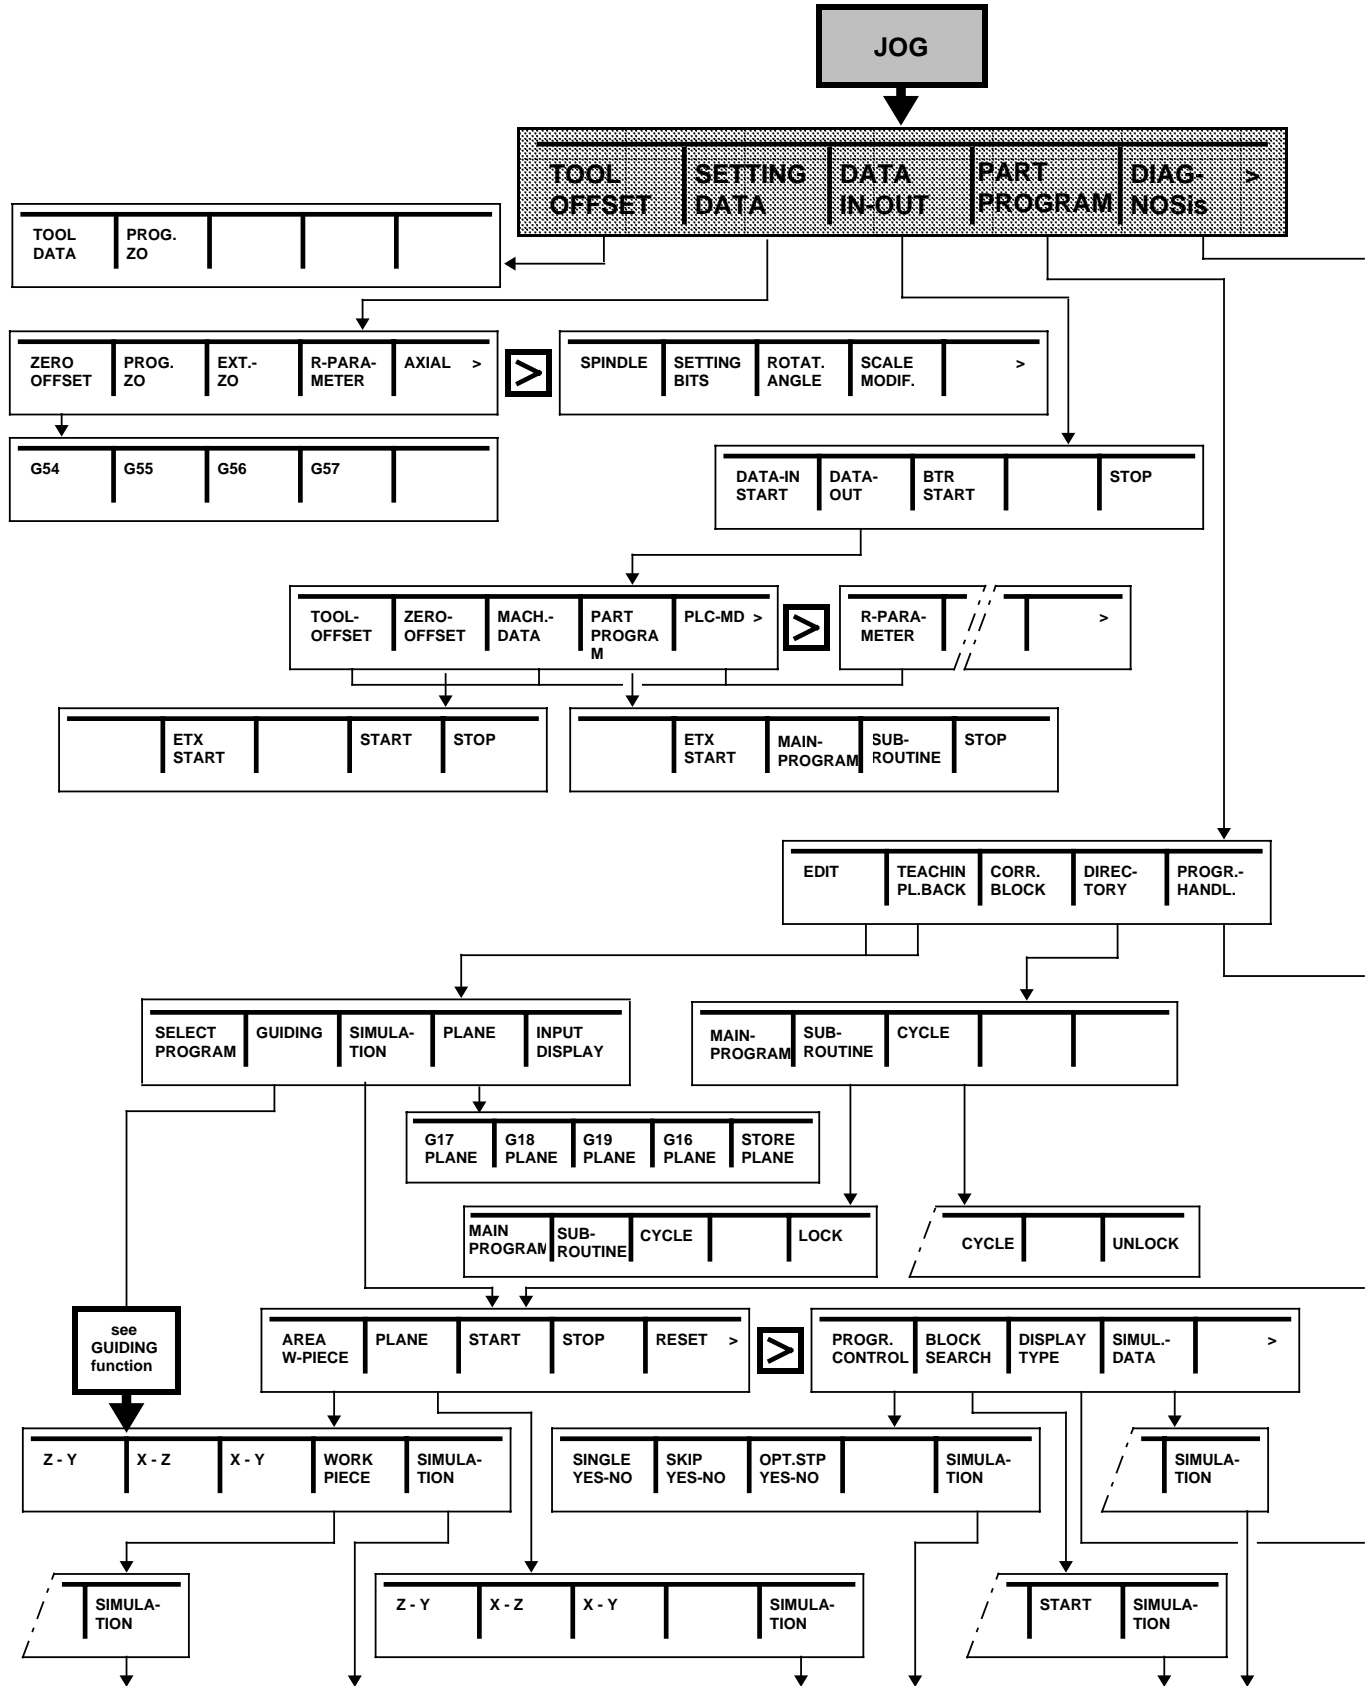 JOG
TOOL
OFFSET
SETTING
DATA
DATA
IN-OUT
PART
PROGRAM
DIAG-
NOSis
>
TOOL
DATA
PROG.
ZO
ZERO
OFFSET
PROG.
ZO
EXT.-
ZO
R-PARA-
METER
AXIAL >
>
SPINDLE
SETTING
BITS
ROTAT.
ANGLE
SCALE
MODIF.
>
G54
G55
G56
G57
DATA-IN
START
DATA-
OUT
BTR
START
STOP
TOOL-
OFFSET
ZERO-
OFFSET
MACH.-
DATA
PART
PROGRA
M
PLC-MD >
>
R-PARA-
METER
>
ETX
START
START
STOP
ETX
START
MAIN-
PROGRAM
SUB-
ROUTINE
STOP
EDIT
TEACHIN
PL.BACK
CORR.
BLOCK
DIREC-
TORY
PROGR.-
HANDL.
SELECT
PROGRAM
GUIDING
SIMULA-
TION
PLANE
INPUT
DISPLAY
MAIN-
PROGRAM
SUB-
ROUTINE
CYCLE
G17
PLANE
G18
PLANE
G19
PLANE
G16
PLANE
STORE
PLANE
MAIN
PROGRAM
SUB-
ROUTINE
CYCLE
LOCK
CYCLE
UNLOCK
see
GUIDING
function
AREA
W-PIECE
PLANE
START
STOP
RESET >
>
PROGR.
CONTROL
BLOCK
SEARCH
DISPLAY
TYPE
SIMUL.-
DATA
>
Z - Y
X - Z
X - Y
WORK
PIECE
SIMULA-
TION
SINGLE
YES-NO
SKIP
YES-NO
OPT.STP
YES-NO
SIMULA-
TION
SIMULA-
TION
SIMULA-
TION
Z - Y
X - Z
X - Y
SIMULA-
TION
START
SIMULA-
TION